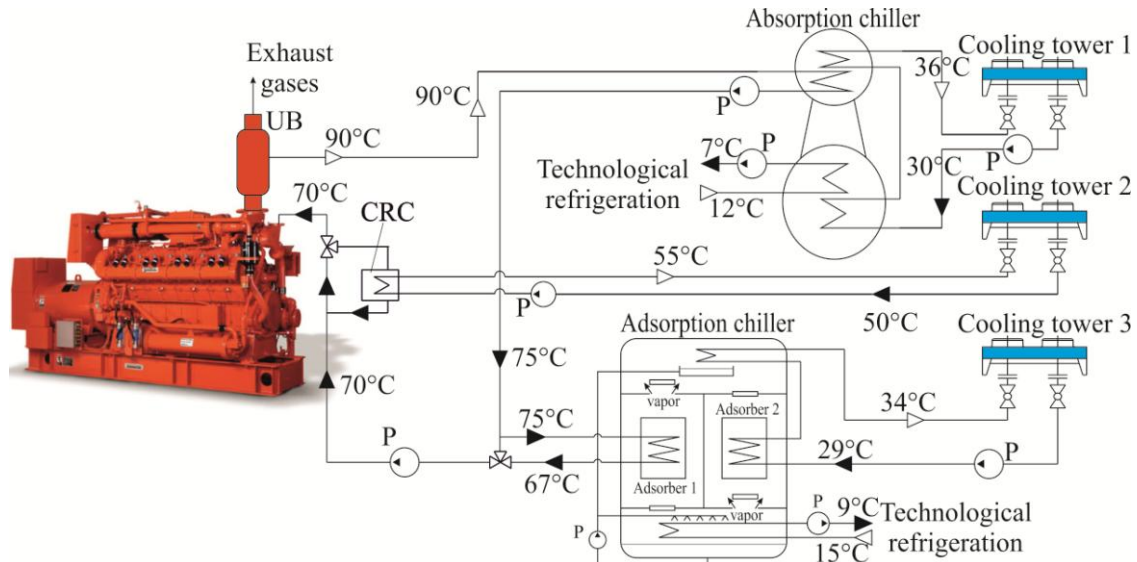 Absorption chiller
Exhaust
gases
UB
90°C
90°C
P
36°C
Cooling tower 1
P
30°C
7°C
P
Technological
refrigeration
12°C
Cooling tower 2
70°C
CRC
55°C
P
50°C
Adsorption chiller
Cooling tower 3
75°C
vapor
Adsorber 2
34°C
70°C
75°C
P
67°C
Adsorber 1
29°C
P
vapor
P
P
9°C
15°C
Technological
refrigeration